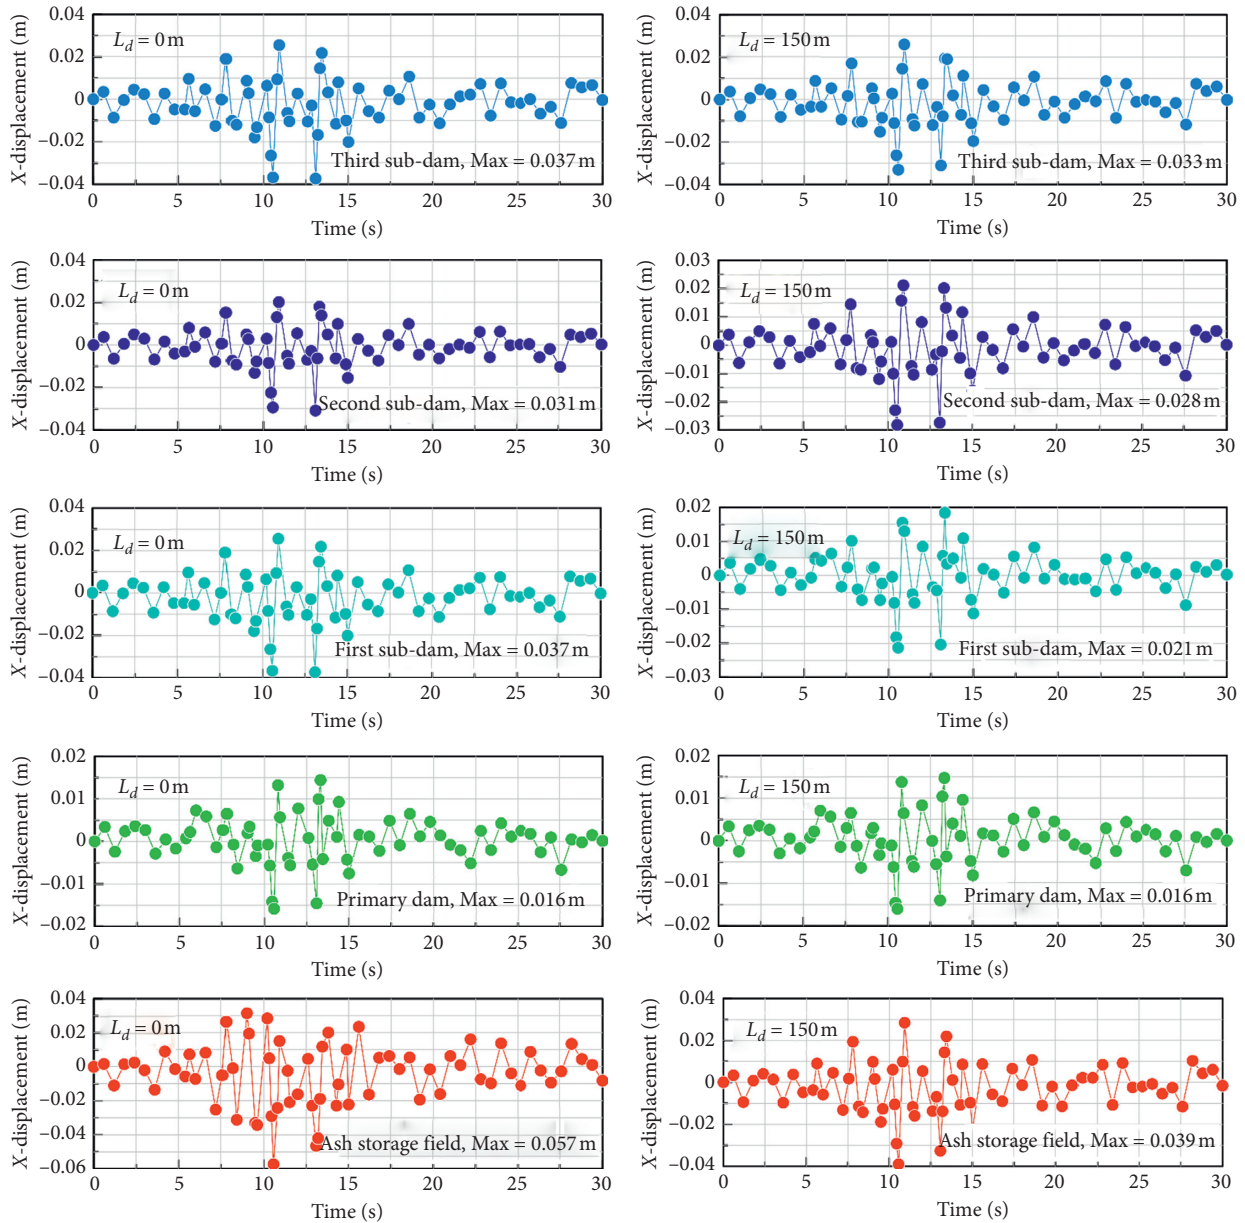 X-displacement (m)
0.04
0.02
0
−0.02
−0.04
L_d = 0 m
Third sub-dam, Max = 0.037 m
0 5 10 15 20 25 30
Time (s)
X-displacement (m)
0.04
0.02
0
−0.02
−0.04
L_d = 150 m
Third sub-dam, Max = 0.033 m
0 5 10 15 20 25 30
Time (s)
X-displacement (m)
0.04
0.02
0
−0.02
−0.04
L_d = 0 m
Second sub-dam, Max = 0.031 m
0 5 10 15 20 25 30
Time (s)
X-displacement (m)
0.03
0.02
0.01
0
−0.01
−0.02
−0.03
L_d = 150 m
Second sub-dam, Max = 0.028 m
0 5 10 15 20 25 30
Time (s)
X-displacement (m)
0.04
0.02
0
−0.02
−0.04
L_d = 0 m
First sub-dam, Max = 0.037 m
0 5 10 15 20 25 30
Time (s)
X-displacement (m)
0.02
0.01
0
−0.01
−0.02
−0.03
L_d = 150 m
First sub-dam, Max = 0.021 m
0 5 10 15 20 25 30
Time (s)
X-displacement (m)
0.02
0.01
0
−0.01
−0.02
L_d = 0 m
Primary dam, Max = 0.016 m
0 5 10 15 20 25 30
Time (s)
X-displacement (m)
0.02
0.01
0
−0.01
−0.02
L_d = 150 m
Primary dam, Max = 0.016 m
0 5 10 15 20 25 30
Time (s)
X-displacement (m)
0.04
0.02
0
−0.02
−0.04
−0.06
L_d = 0 m
Ash storage field, Max = 0.057 m
0 5 10 15 20 25 30
Time (s)
X-displacement (m)
0.04
0.02
0
−0.02
−0.04
L_d = 150 m
Ash storage field, Max = 0.039 m
0 5 10 15 20 25 30
Time (s)